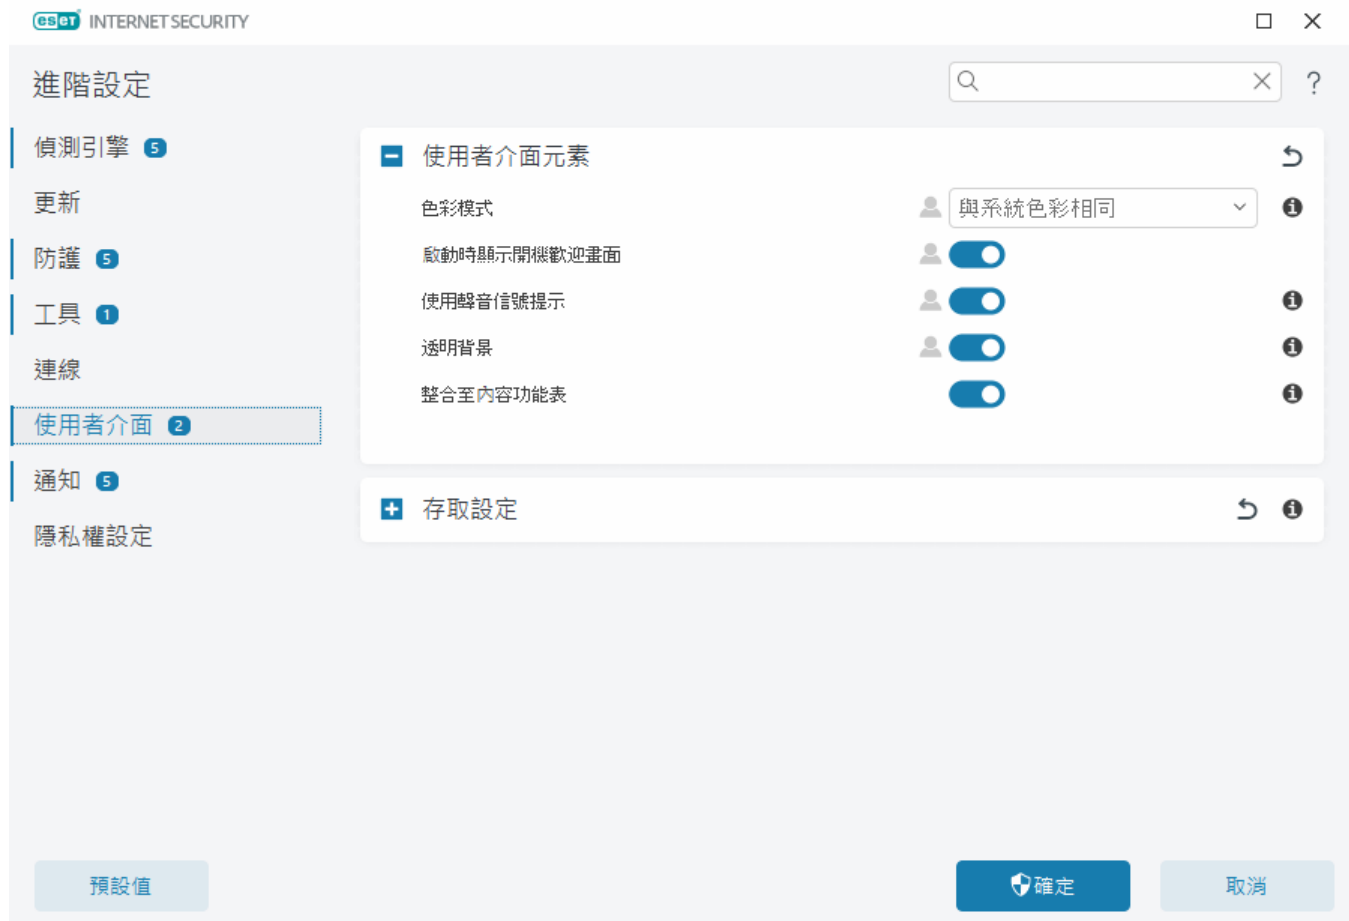 eset INTERNET SECURITY
進階設定
?
偵測引擎 5
更新
防護 5
工具 1
連線
使用者介面 2
通知 5
隱私權設定
使用者介面元素
色彩模式
與系統色彩相同
啟動時顯示開機歡迎畫面
使用聲音信號提示
透明背景
整合至內容功能表
存取設定
預設值
確定
取消